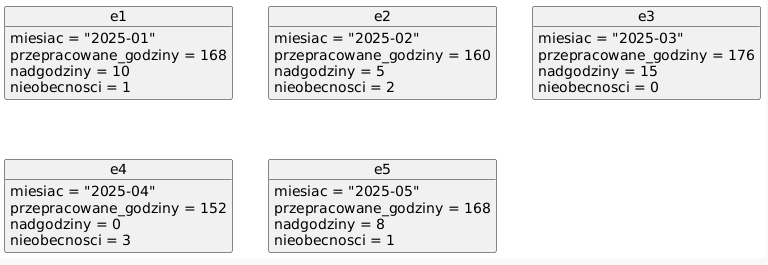 e1
miesiac = "2025-01"
przepracowane_godziny = 168
nadgodziny = 10
nieobecnosci = 1
e2
miesiac = "2025-02"
przepracowane_godziny = 160
nadgodziny = 5
nieobecnosci = 2
e3
miesiac = "2025-03"
przepracowane_godziny = 176
nadgodziny = 15
nieobecnosci = 0
e4
miesiac = "2025-04"
przepracowane_godziny = 152
nadgodziny = 0
nieobecnosci = 3
e5
miesiac = "2025-05"
przepracowane_godziny = 168
nadgodziny = 8
nieobecnosci = 1